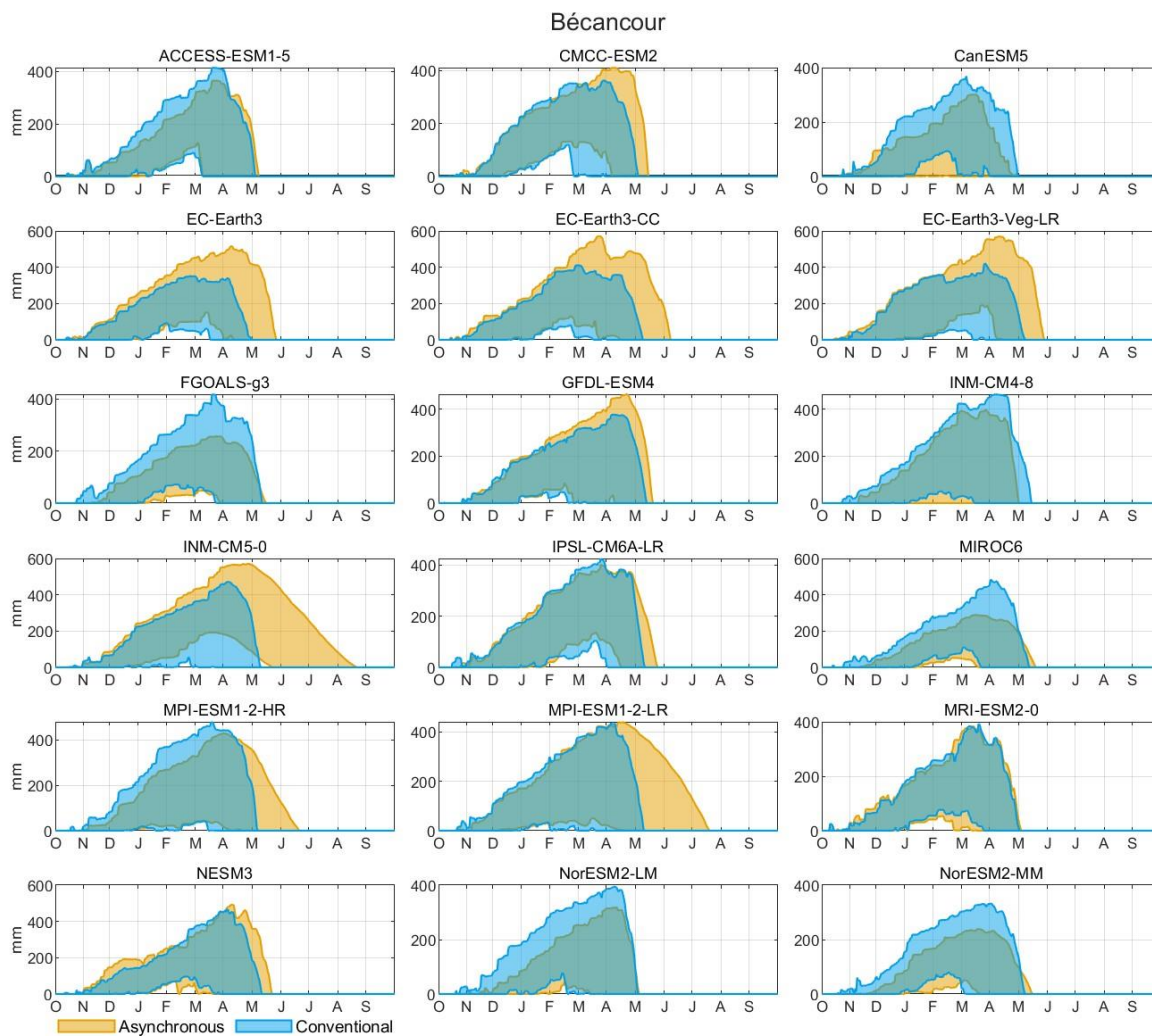 Bécancour
ACCESS-ESM1-5 CMCC-ESM2 CanESM5
400 400 400
mm 200 200 200
0 0 0
O N D J F M A M J J A S O N D J F M A M J J A S O N D J F M A M J J A S
EC-Earth3 EC-Earth3-CC EC-Earth3-Veg-LR
600 600 600
400 400 400
mm
200 200 200
0 0 0
O N D J F M A M J J A S O N D J F M A M J J A S O N D J F M A M J J A S
FGOALS-g3 GFDL-ESM4 INM-CM4-8
400 400 400
mm 200 200 200
0 0 0
O N D J F M A M J J A S O N D J F M A M J J A S O N D J F M A M J J A S
INM-CM5-0 IPSL-CM6A-LR MIROC6
600 400 600
400 400
mm 200
200 200
0 0 0
O N D J F M A M J J A S O N D J F M A M J J A S O N D J F M A M J J A S
MPI-ESM1-2-HR MPI-ESM1-2-LR MRI-ESM2-0
400 400 400
mm 200 200 200
0 0 0
O N D J F M A M J J A S O N D J F M A M J J A S O N D J F M A M J J A S
NESM3 NorESM2-LM NorESM2-MM
600 400 400
400
mm 200 200
200
0 0 0
O N D J F M A M J J A S O N D J F M A M J J A S O N D J F M A M J J A S
Asynchronous Conventional